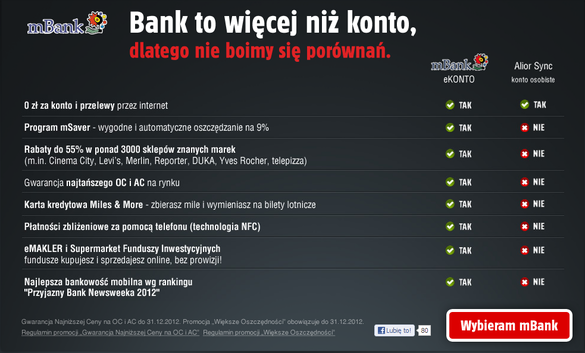 mBank
Bank to więcej niż konto,
dlatego nie boimy się porównań.
mBank
eKONTO
Alior Sync
konto osobiste
0 zł za konto i przelewy przez internet TAK TAK
Program mSaver - wygodne i automatyczne oszczędzanie na 9% TAK NIE
Rabaty do 55% w ponad 3000 sklepów znanych marek
(m.in. Cinema City, Levi's, Merlin, Reporter, DUKA, Yves Rocher, telepizza) TAK NIE
Gwarancja najtańszego OC i AC na rynku TAK NIE
Karta kredytowa Miles & More - zbierasz mile i wymieniasz na bilety lotnicze TAK NIE
Płatności zbliżeniowe za pomocą telefonu (technologia NFC) TAK NIE
eMAKLER i Supermarket Funduszy Inwestycyjnych
fundusze kupujesz i sprzedajesz online, bez prowizji! TAK NIE
Najlepsza bankowość mobilna wg rankingu
"Przyjazny Bank Newsweeka 2012" TAK NIE
Gwarancja Najniższej Ceny na OC i AC do 31.12.2012. Promocja „Większe Oszczędności" obowiązuje do 31.12.2012.
Regulamin promocji „Gwarancja Najniższej Ceny na OC i AC" Regulamin promocji „Większe Oszczędności"
Lubię to! 80
Wybieram mBank